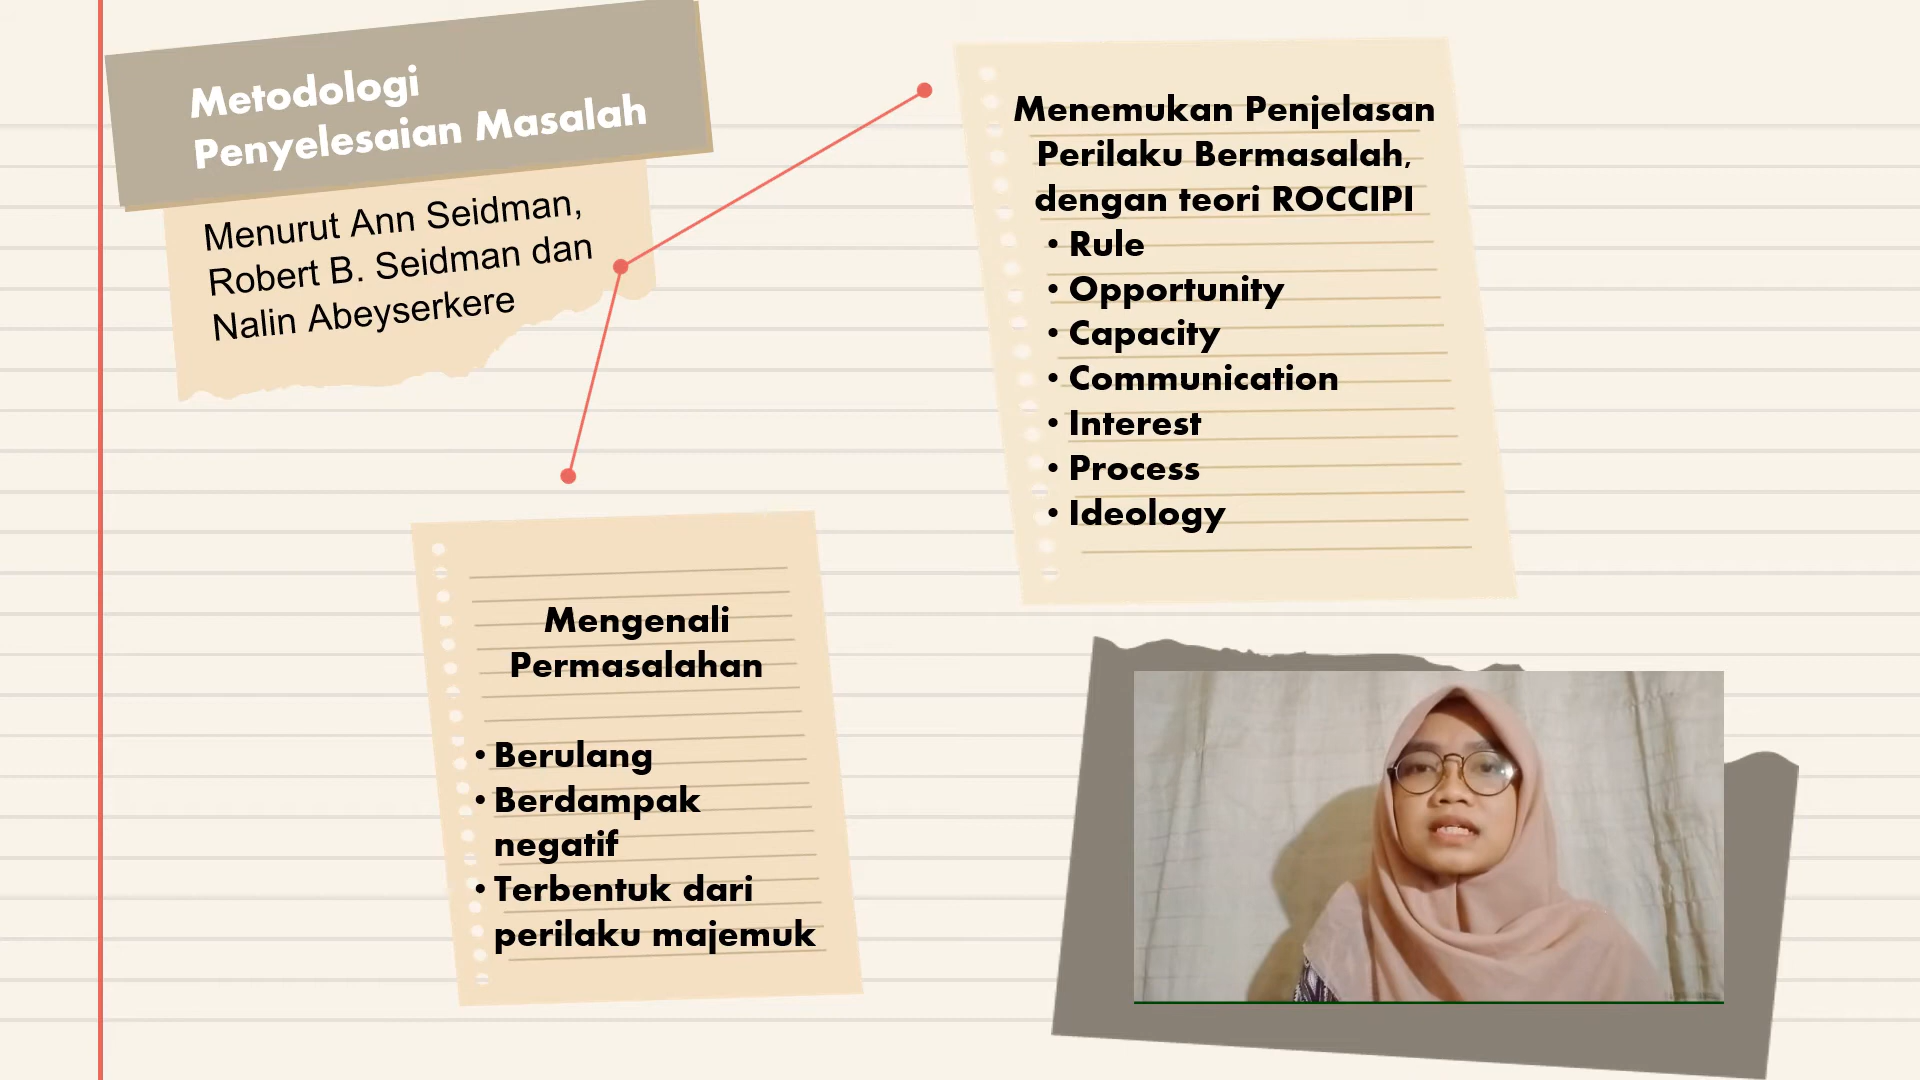 Metodologi
Penyelesaian Masalah
Menurut Ann Seidman,
Robert B. Seidman dan
Nalin Abeyserkere
Menemukan Penjelasan
Perilaku Bermasalah,
dengan teori ROCCIPI
• Rule
• Opportunity
• Capacity
• Communication
• Interest
• Process
• Ideology
Mengenali
Permasalahan
• Berulang
• Berdampak
negatif
• Terbentuk dari
perilaku majemuk